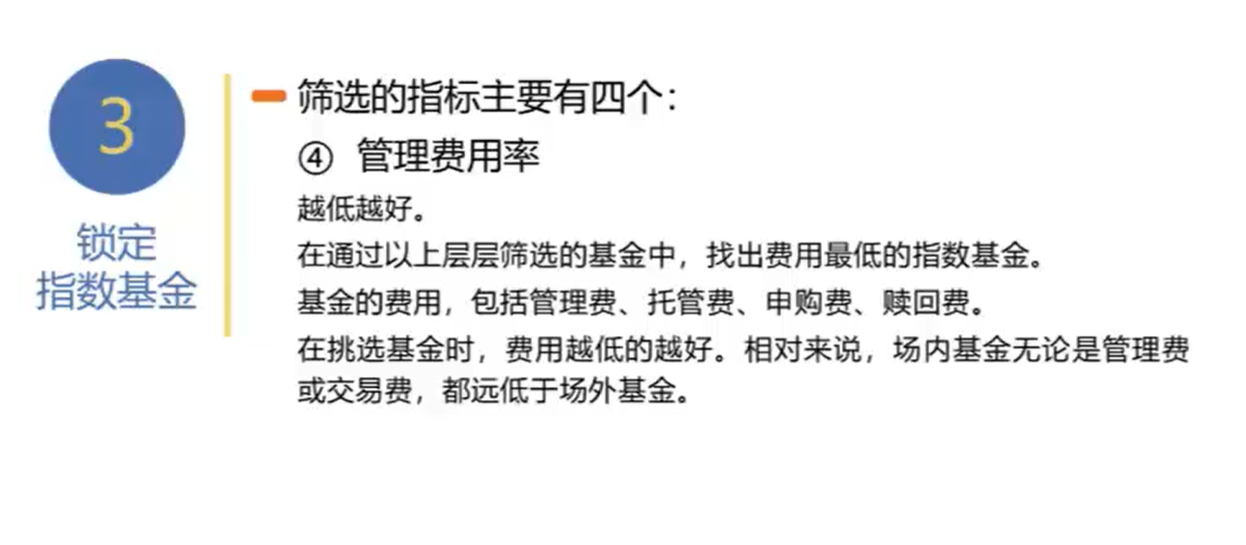 3
锁定
指数基金
筛选的指标主要有四个：
④ 管理费用率
越低越好。
在通过以上层层筛选的基金中，找出费用最低的指数基金。
基金的费用，包括管理费、托管费、申购费、赎回费。
在挑选基金时，费用越低的越好。相对来说，场内基金无论是管理费
或交易费，都远低于场外基金。